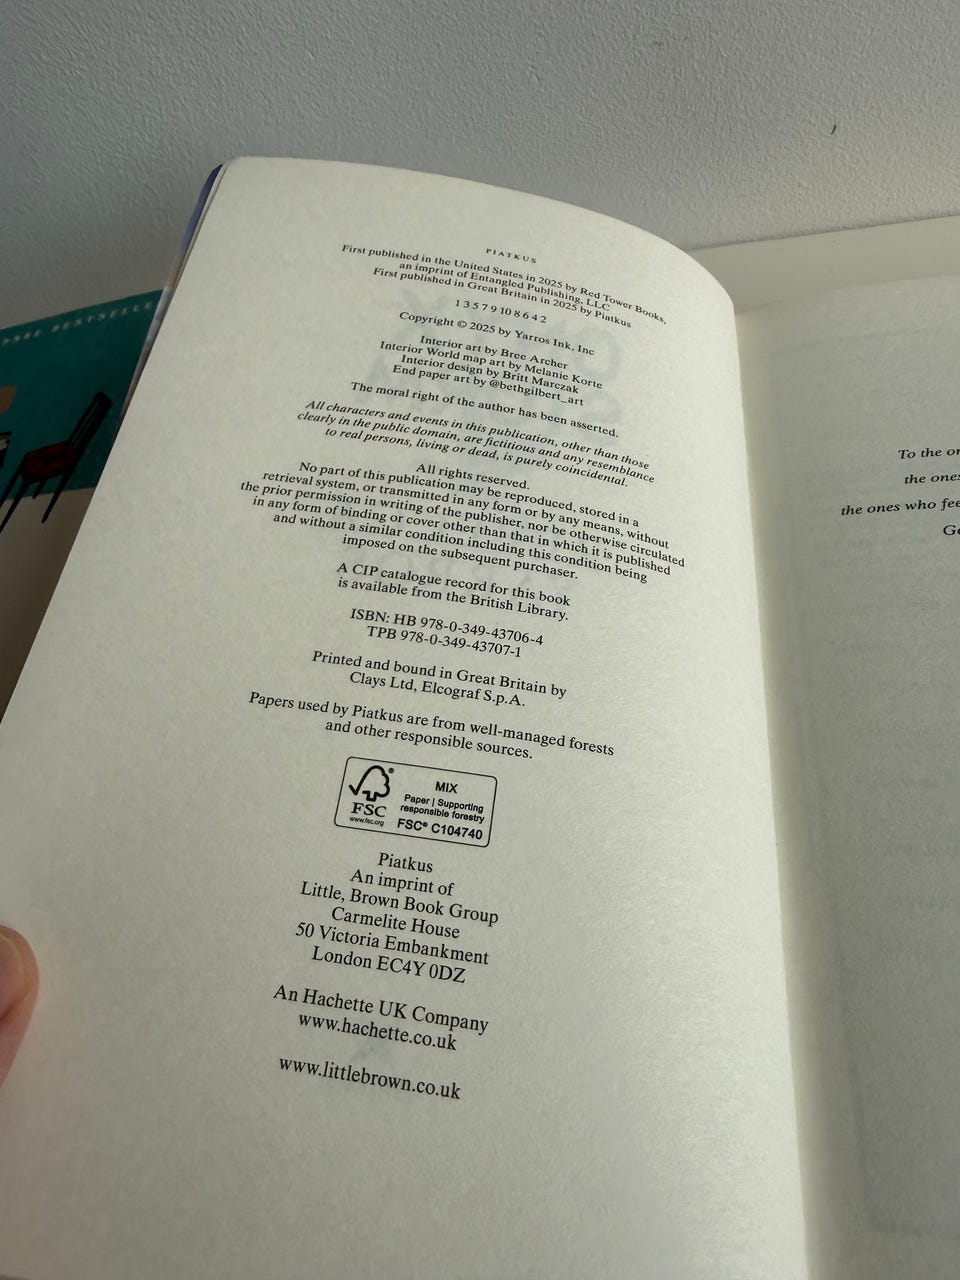 PIATKUS
First published in the United States in 2025 by Red Tower Books,
an imprint of Entangled Publishing, LLC
First published in Great Britain in 2025 by Piatkus
1 3 5 7 9 10 8 6 4 2
Copyright © 2025 by Yarros Ink, Inc
Interior art by Bree Archer
Interior World map art by Melanie Korte
Interior design by Britt Marczak
End paper art by @bethgilbert_art
The moral right of the author has been asserted.
All characters and events in this publication, other than those
clearly in the public domain, are fictitious and any resemblance
to real persons, living or dead, is purely coincidental.
All rights reserved.
No part of this publication may be reproduced, stored in a
retrieval system, or transmitted in any form or by any means, without
the prior permission in writing of the publisher, nor be otherwise circulated
in any form of binding or cover other than that in which it is published
and without a similar condition including this condition being
imposed on the subsequent purchaser.
A CIP catalogue record for this book
is available from the British Library.
ISBN: HB 978-0-349-43706-4
TPB 978-0-349-43707-1
Printed and bound in Great Britain by
Clays Ltd, Elcograf S.p.A.
Papers used by Piatkus are from well-managed forests
and other responsible sources.
FSC
www.fsc.org
MIX
Paper | Supporting
responsible forestry
FSC® C104740
Piatkus
An imprint of
Little, Brown Book Group
Carmelite House
50 Victoria Embankment
London EC4Y 0DZ
An Hachette UK Company
www.hachette.co.uk
www.littlebrown.co.uk
To the
the
the ones who